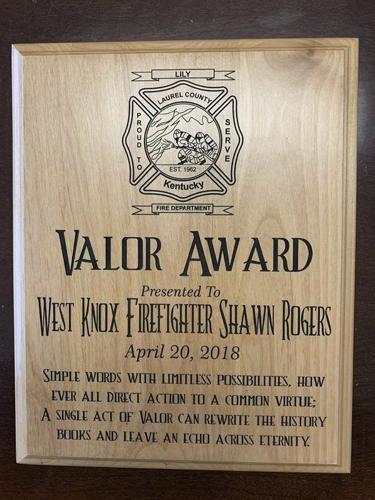 LILY
LAUREL COUNTY
PROUD TO
SERVE
EST. 1962
Kentucky
FIRE DEPARTMENT
VALOR AWARD
Presented To
WEST KNOX FIREFIGHTER SHAWN ROGERS
April 20, 2018
SIMPLE WORDS WITH LIMITLESS POSSIBILITIES, HOW
EVER ALL DIRECT ACTION TO A COMMON VIRTUE;
A SINGLE ACT OF VALOR CAN REWRITE THE HISTORY
BOOKS AND LEAVE AN ECHO ACROSS ETERNITY.